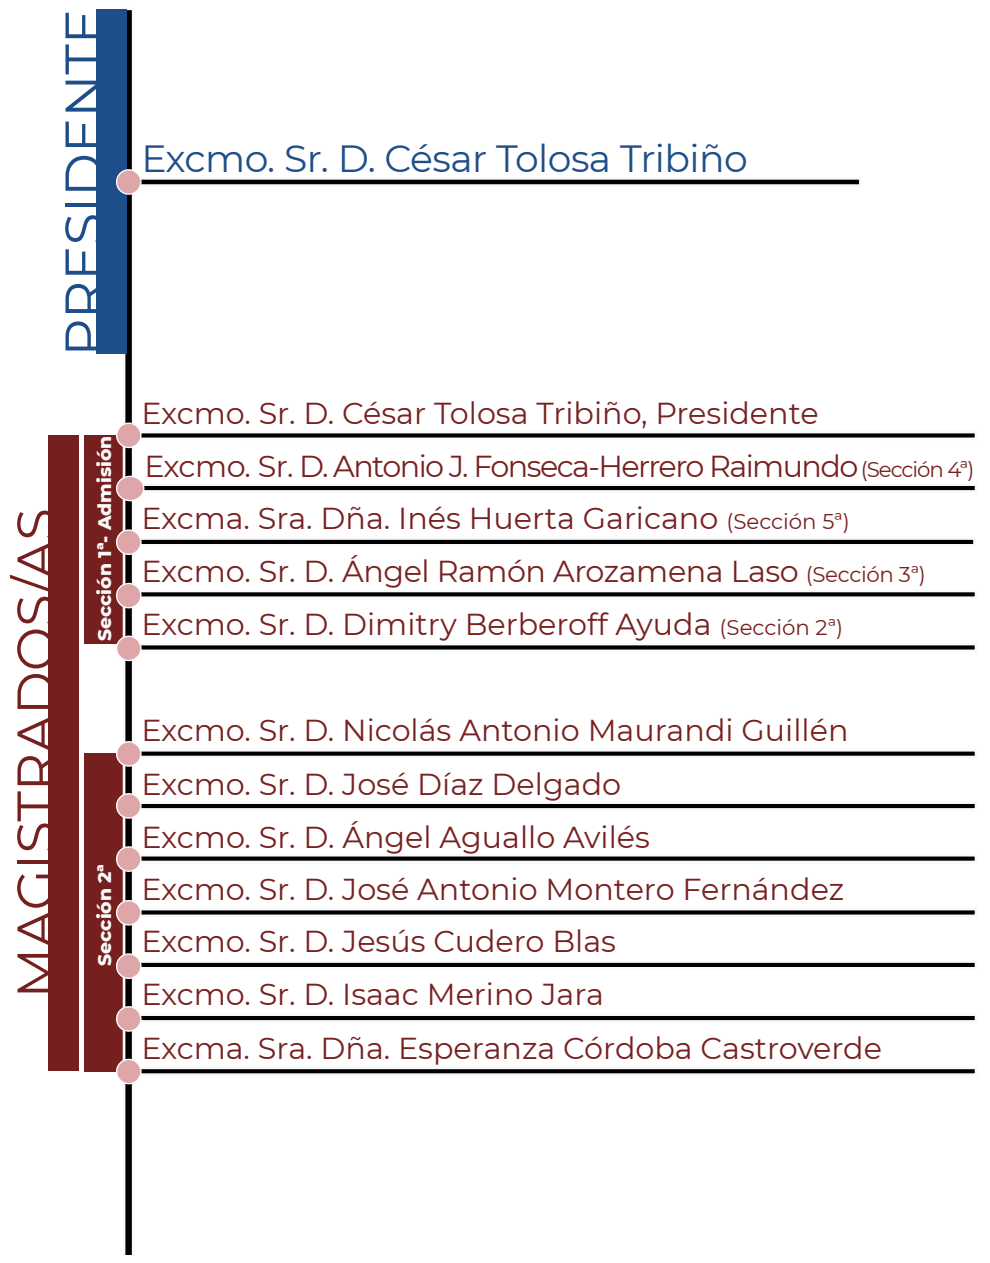 PRESIDENTE
Excmo. Sr. D. César Tolosa Tribiño
MAGISTRADOS/AS
Sección 1ª- Admisión
Excmo. Sr. D. César Tolosa Tribiño, Presidente
Excmo. Sr. D. Antonio J. Fonseca-Herrero Raimundo (Sección 4ª)
Excma. Sra. Dña. Inés Huerta Garicano (Sección 5ª)
Excmo. Sr. D. Ángel Ramón Arozamena Laso (Sección 3ª)
Excmo. Sr. D. Dimitry Berberoff Ayuda (Sección 2ª)
Sección 2ª
Excmo. Sr. D. Nicolás Antonio Maurandi Guillén
Excmo. Sr. D. José Díaz Delgado
Excmo. Sr. D. Ángel Aguallo Avilés
Excmo. Sr. D. José Antonio Montero Fernández
Excmo. Sr. D. Jesús Cudero Blas
Excmo. Sr. D. Isaac Merino Jara
Excma. Sra. Dña. Esperanza Córdoba Castroverde